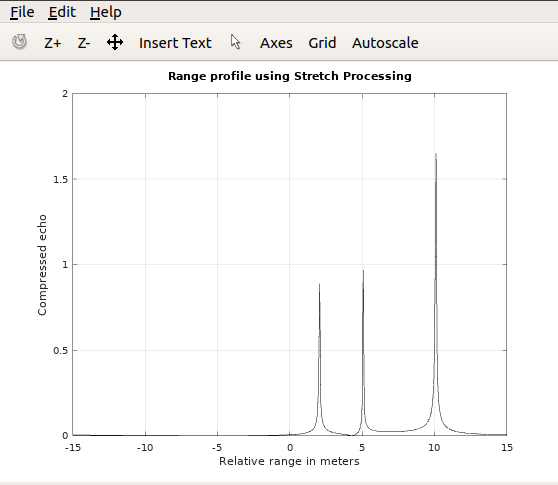 File Edit Help
Z+ Z- Insert Text Axes Grid Autoscale
Range profile using Stretch Processing
2
1.5
1
0.5
0
Compressed echo
-15 -10 -5 0 5 10 15
Relative range in meters